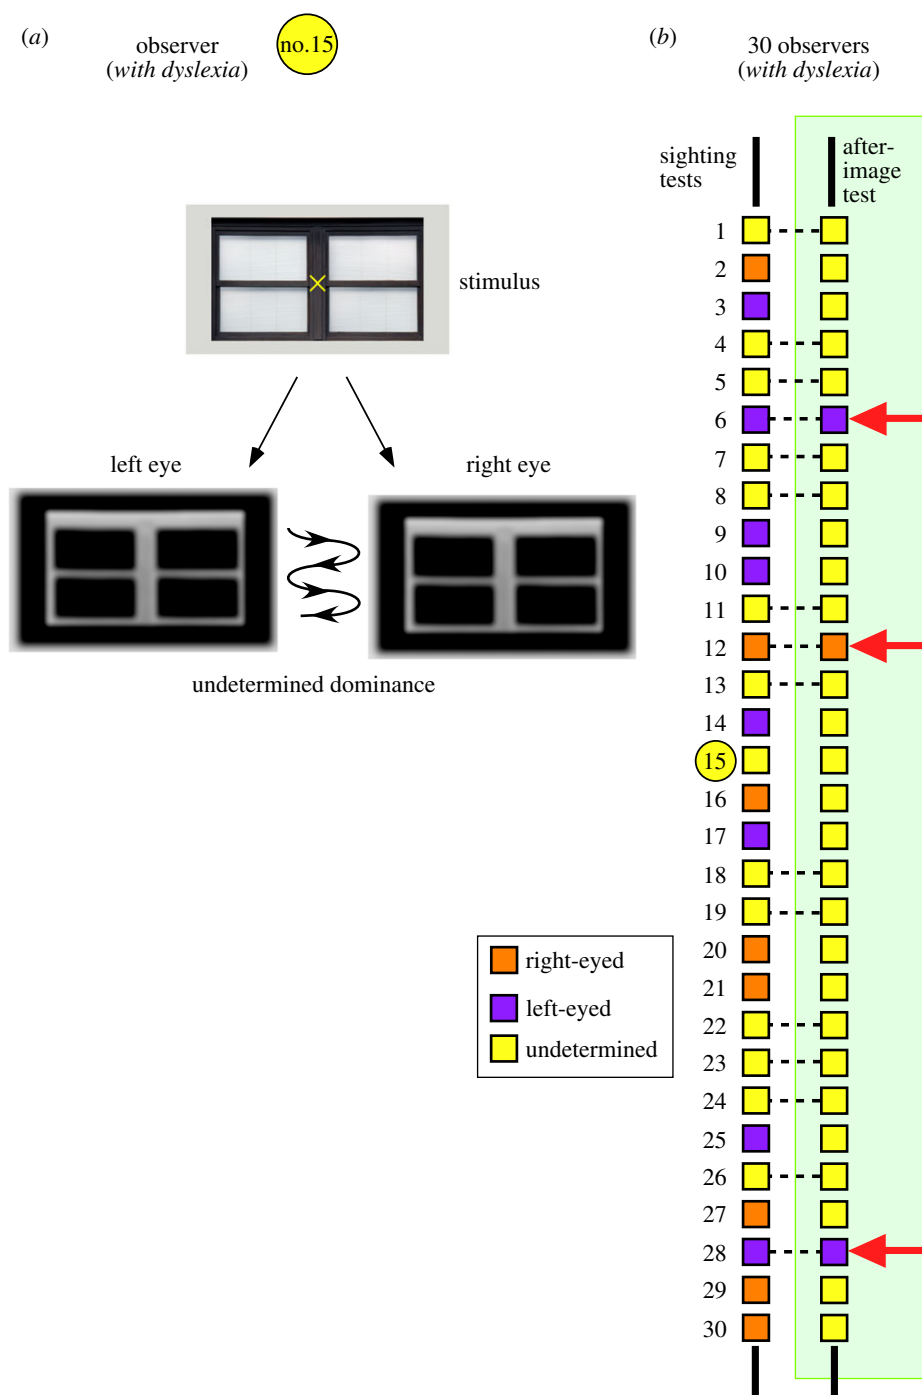 (a)
observer
(with dyslexia)
no.15
stimulus
left eye
right eye
undetermined dominance
(b)
30 observers
(with dyslexia)
sighting
tests
after-
image
test
1
2
3
4
5
6
7
8
9
10
11
12
13
14
15
16
17
18
19
20
21
22
23
24
25
26
27
28
29
30
right-eyed
left-eyed
undetermined